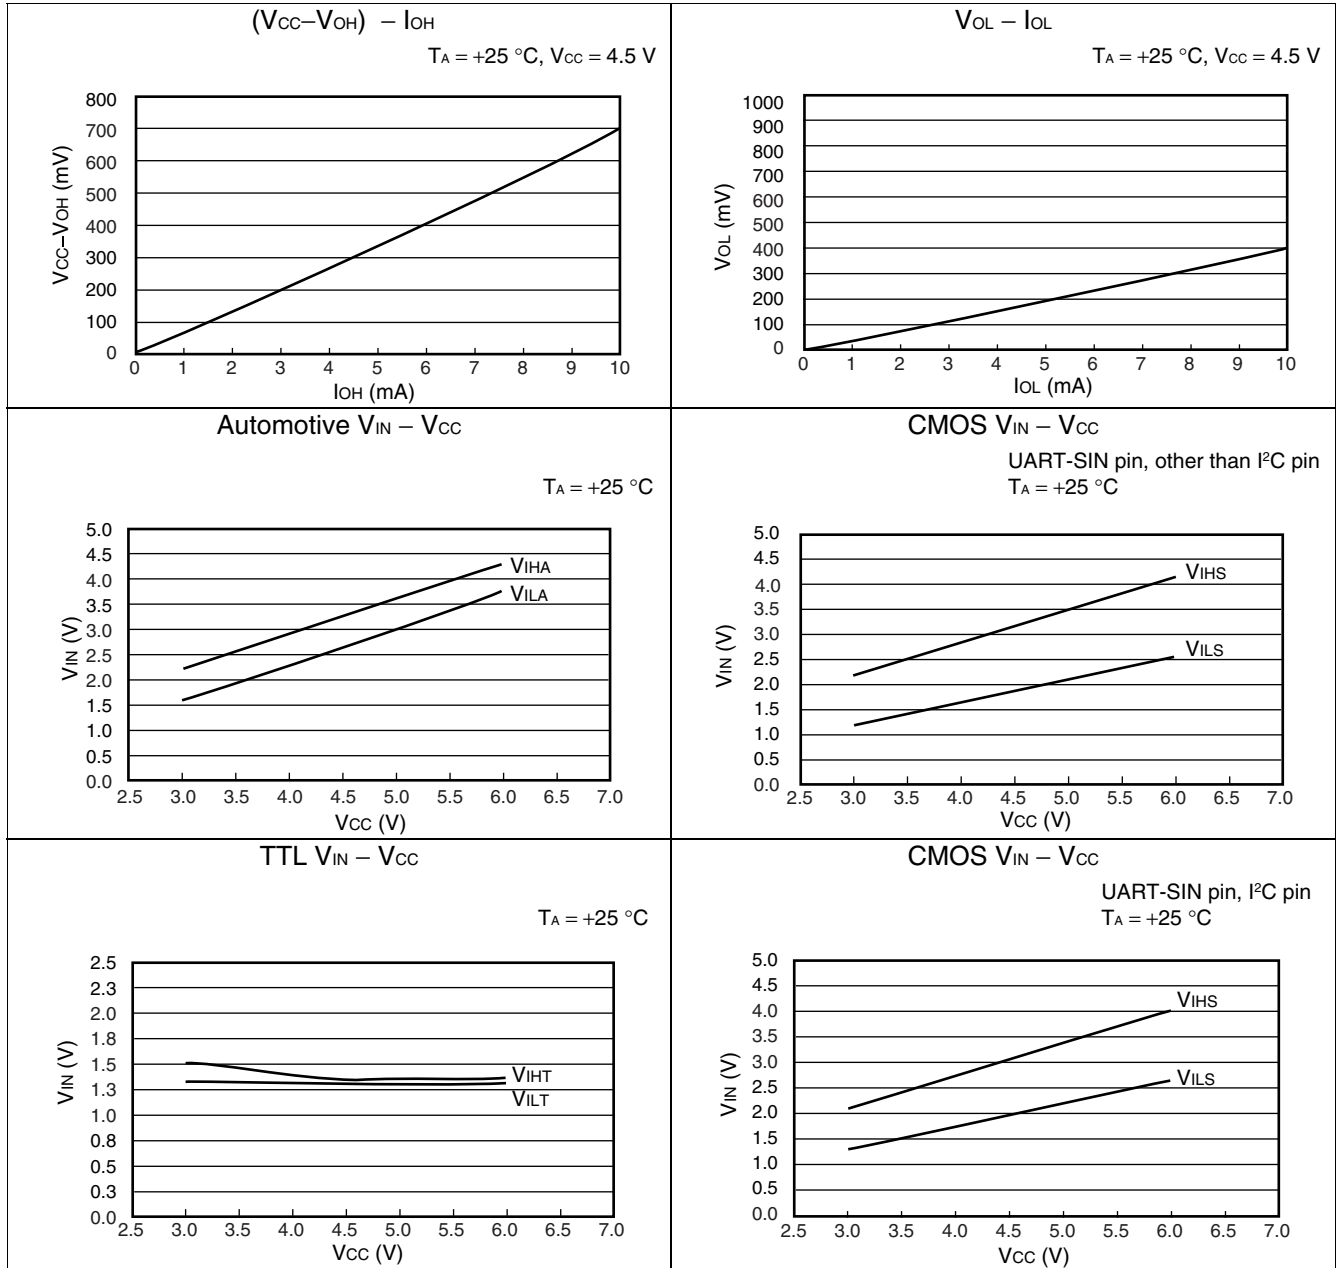 (VCC–VOH) – IOH
TA = +25 °C, VCC = 4.5 V
VCC–VOH (mV)
800
700
600
500
400
300
200
100
0
0 1 2 3 4 5 6 7 8 9 10
IOH (mA)
VOL – IOL
TA = +25 °C, VCC = 4.5 V
VOL (mV)
1000
900
800
700
600
500
400
300
200
100
0
0 1 2 3 4 5 6 7 8 9 10
IOL (mA)
Automotive VIN – VCC
TA = +25 °C
VIN (V)
5.0
4.5
4.0
3.5
3.0
2.5
2.0
1.5
1.0
0.5
0.0
VIHA
VILA
2.5 3.0 3.5 4.0 4.5 5.0 5.5 6.0 6.5 7.0
VCC (V)
CMOS VIN – VCC
UART-SIN pin, other than I²C pin
TA = +25 °C
VIN (V)
5.0
4.5
4.0
3.5
3.0
2.5
2.0
1.5
1.0
0.5
0.0
VIHS
VILS
2.5 3.0 3.5 4.0 4.5 5.0 5.5 6.0 6.5 7.0
VCC (V)
TTL VIN – VCC
TA = +25 °C
VIN (V)
2.5
2.3
2.0
1.8
1.5
1.3
1.0
0.8
0.5
0.3
0.0
VIHT
VILT
2.5 3.0 3.5 4.0 4.5 5.0 5.5 6.0 6.5 7.0
VCC (V)
CMOS VIN – VCC
UART-SIN pin, I²C pin
TA = +25 °C
VIN (V)
5.0
4.5
4.0
3.5
3.0
2.5
2.0
1.5
1.0
0.5
0.0
VIHS
VILS
2.5 3.0 3.5 4.0 4.5 5.0 5.5 6.0 6.5 7.0
VCC (V)